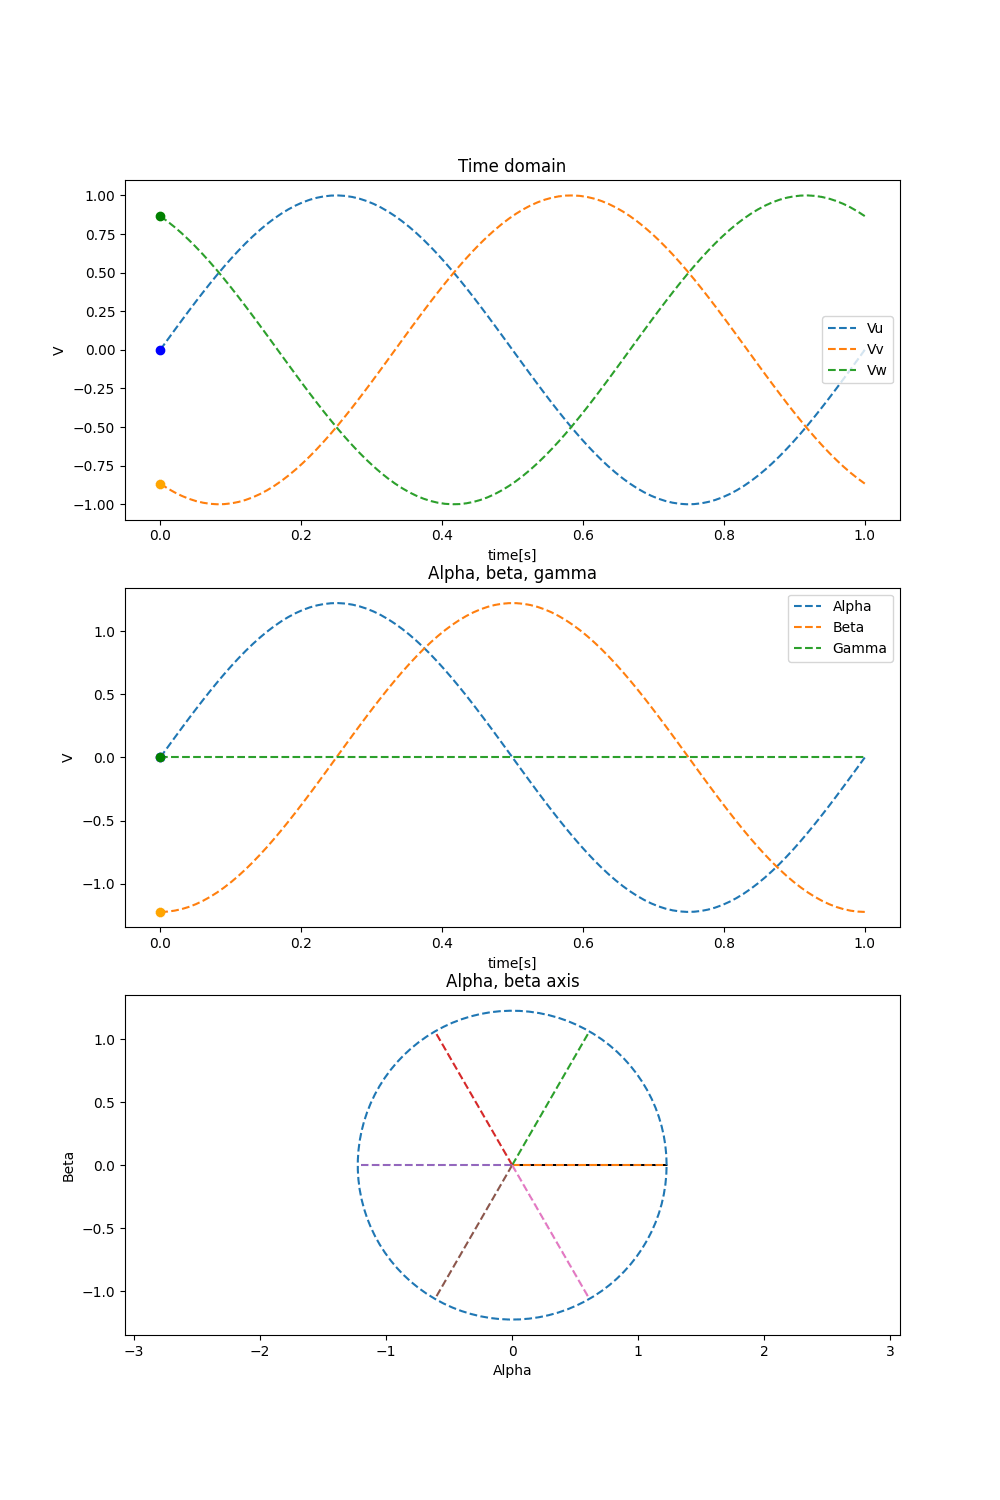 Time domain
1.00
0.75
0.50
0.25
0.00
−0.25
−0.50
−0.75
−1.00
V
Vu
Vv
Vw
0.0 0.2 0.4 0.6 0.8 1.0
time[s]
Alpha, beta, gamma
1.0
0.5
0.0
−0.5
−1.0
V
Alpha
Beta
Gamma
0.0 0.2 0.4 0.6 0.8 1.0
time[s]
Alpha, beta axis
1.0
0.5
0.0
−0.5
−1.0
Beta
−3 −2 −1 0 1 2 3
Alpha